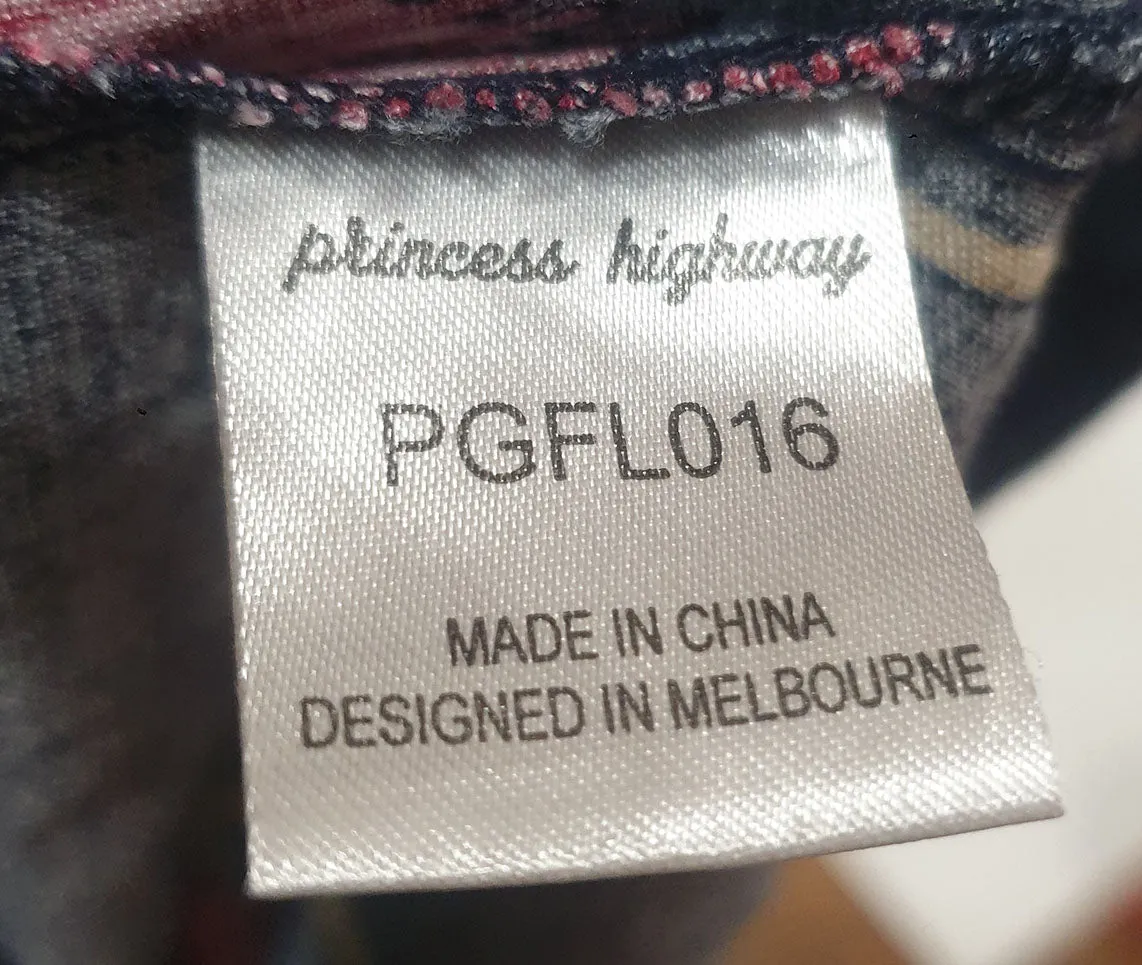 princess highway
PGFL016
MADE IN CHINA
DESIGNED IN MELBOURNE